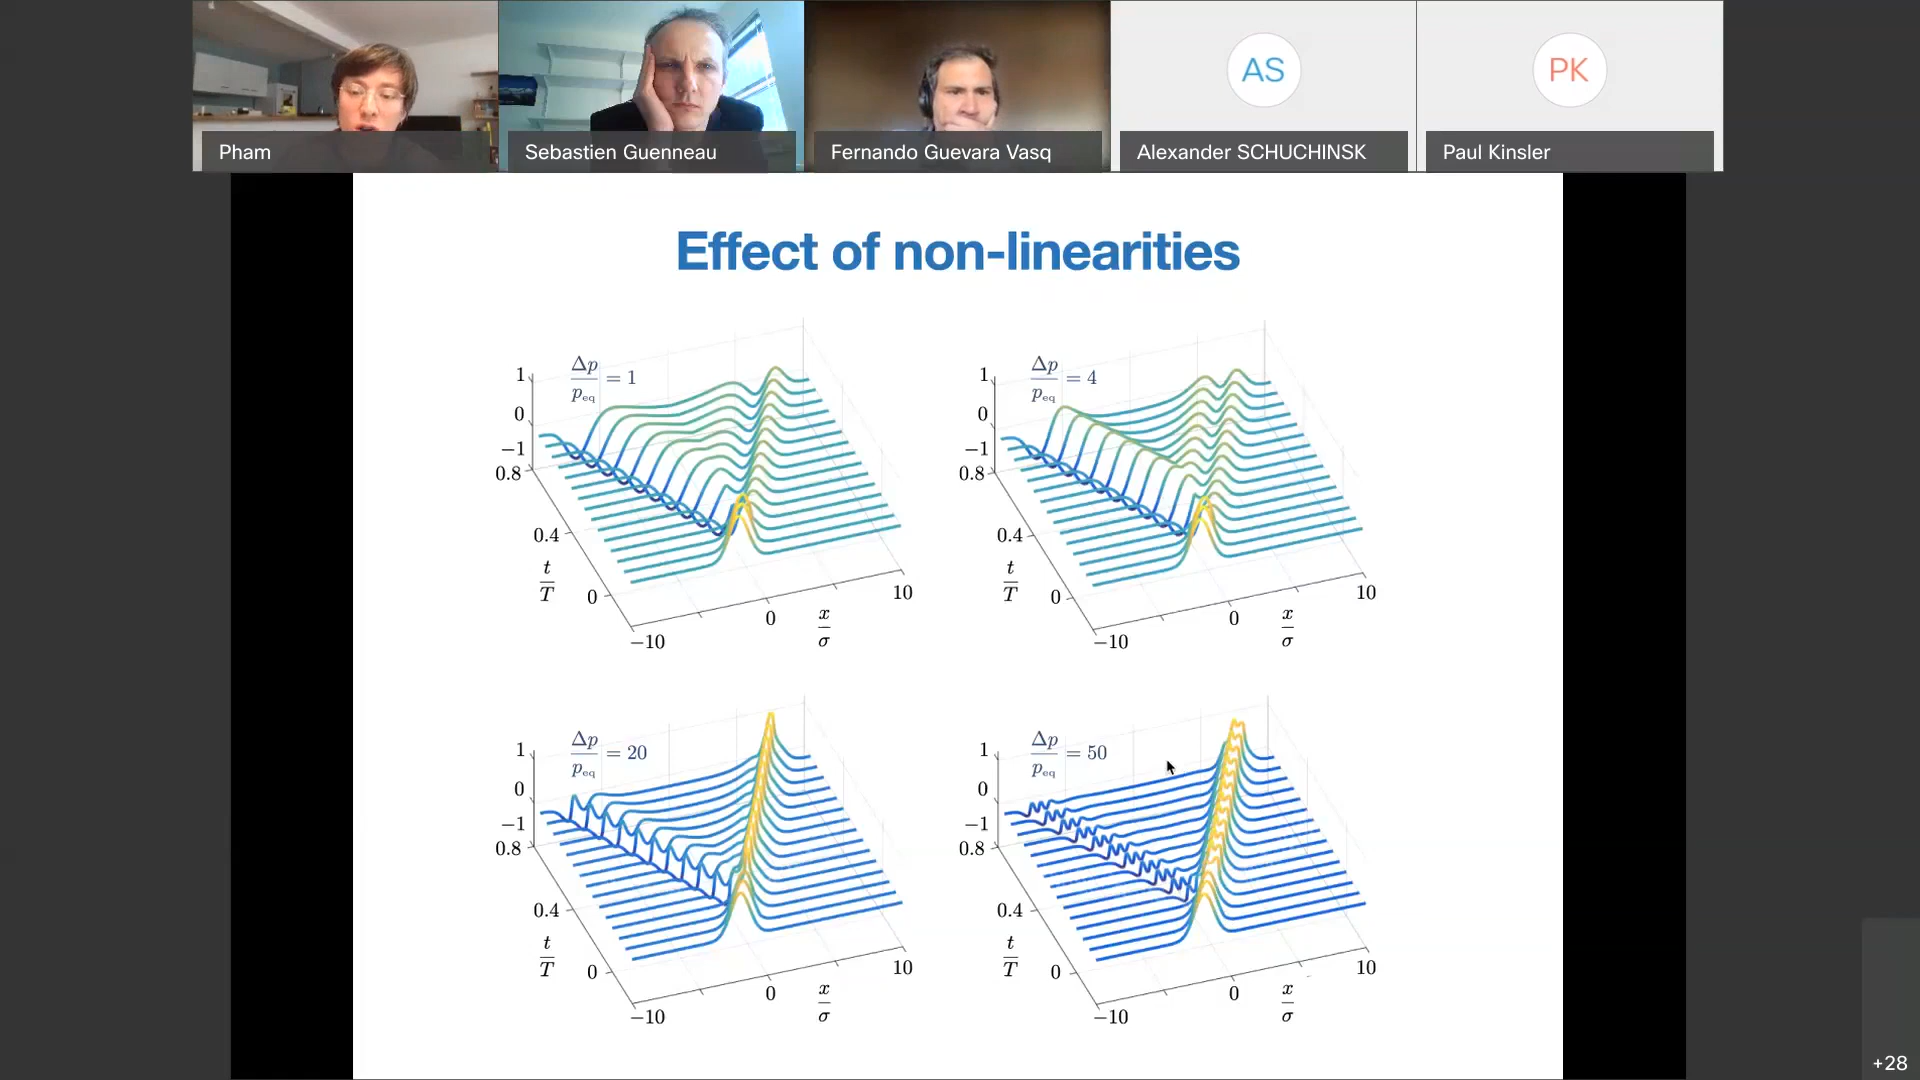 AS
PK
Pham
Sebastien Guenneau
Fernando Guevara Vasq
Alexander SCHUCHINSK
Paul Kinsler
Effect of non-linearities
Δp/p_eq = 1
1
0
−1
0.8
0.4
0
t/T
−10
0
10
x/σ
Δp/p_eq = 4
1
0
−1
0.8
0.4
0
t/T
−10
0
10
x/σ
Δp/p_eq = 20
1
0
−1
0.8
0.4
0
t/T
−10
0
10
x/σ
Δp/p_eq = 50
1
0
−1
0.8
0.4
0
t/T
−10
0
10
x/σ
+28